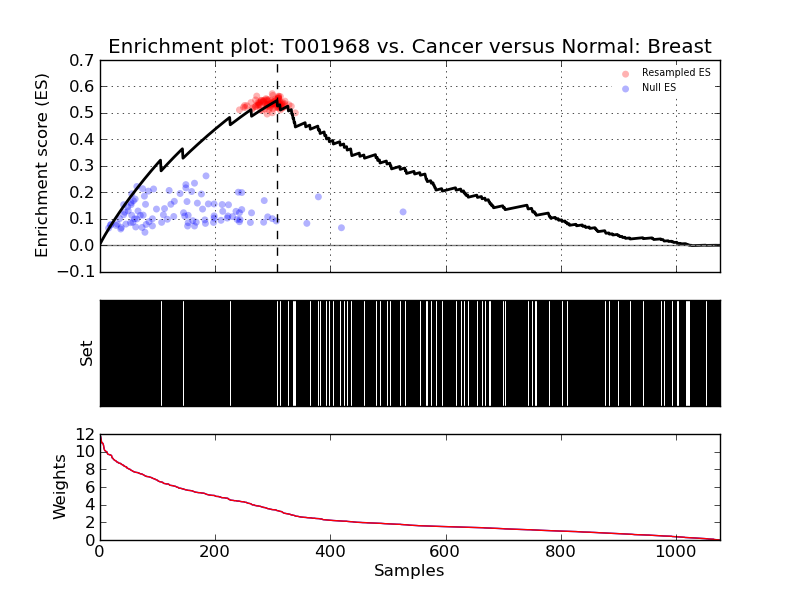 Enrichment plot: T001968 vs. Cancer versus Normal: Breast
Enrichment score (ES)
0.7
0.6
0.5
0.4
0.3
0.2
0.1
0.0
−0.1
Resampled ES
Null ES
Set
Weights
12
10
8
6
4
2
0
0 200 400 600 800 1000
Samples